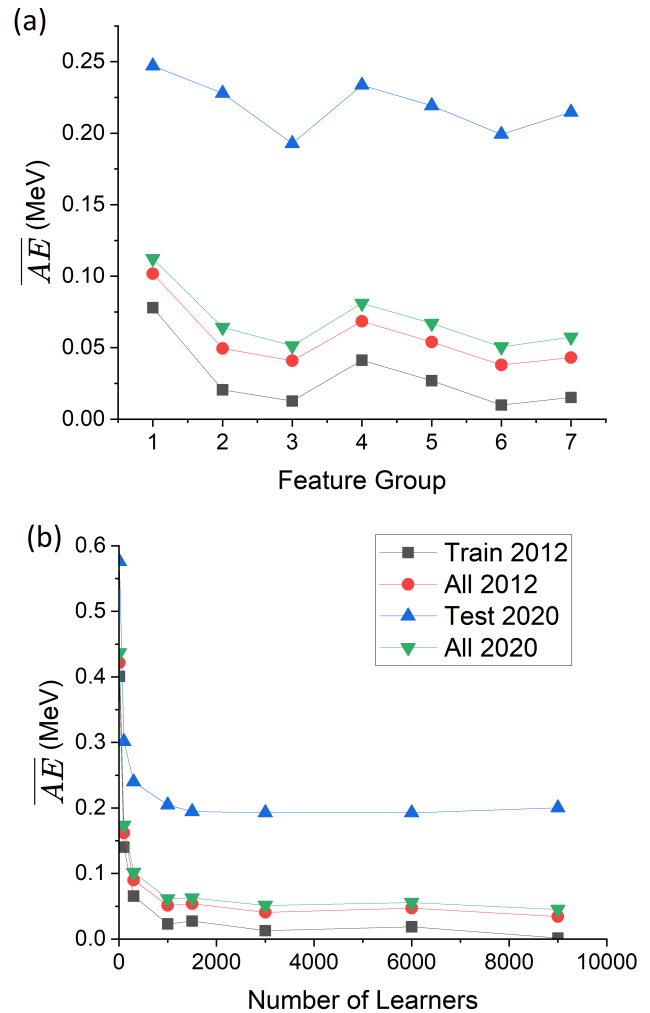 (a)
0.25
0.20
0.15
0.10
0.05
0.00
AE (MeV)
1 2 3 4 5 6 7
Feature Group
(b)
0.6
0.5
0.4
0.3
0.2
0.1
0.0
AE (MeV)
Train 2012
All 2012
Test 2020
All 2020
0 2000 4000 6000 8000 10000
Number of Learners